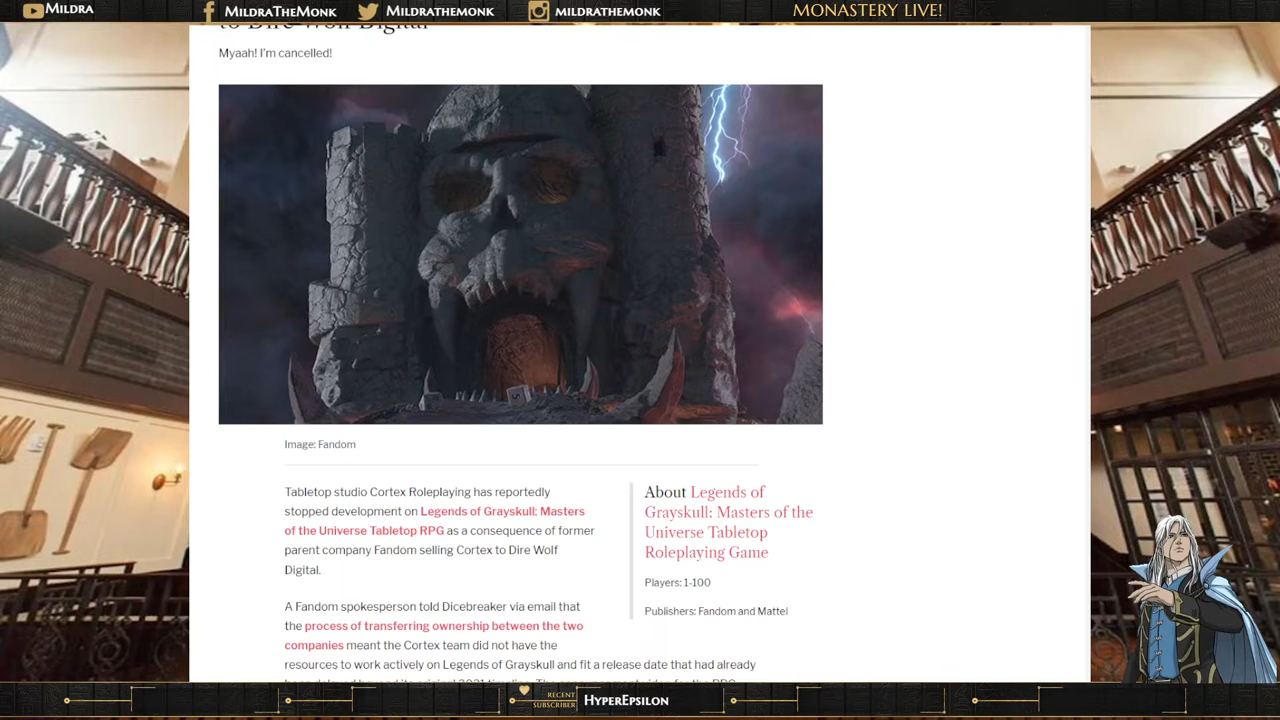 Mildra
MildraTheMonk
Mildrathemonk
mildrathemonk
MONASTERY LIVE!
to Dire Wolf Digital
Myaah! I'm cancelled!
Image: Fandom
Tabletop studio Cortex Roleplaying has reportedly
stopped development on Legends of Grayskull: Masters
of the Universe Tabletop RPG as a consequence of former
parent company Fandom selling Cortex to Dire Wolf
Digital.
A Fandom spokesperson told Dicebreaker via email that
the process of transferring ownership between the two
companies meant the Cortex team did not have the
resources to work actively on Legends of Grayskull and fit a release date that had already
About Legends of
Grayskull: Masters of the
Universe Tabletop
Roleplaying Game
Players: 1-100
Publishers: Fandom and Mattel
RECENT
SUBSCRIBER
HyperEpsilon